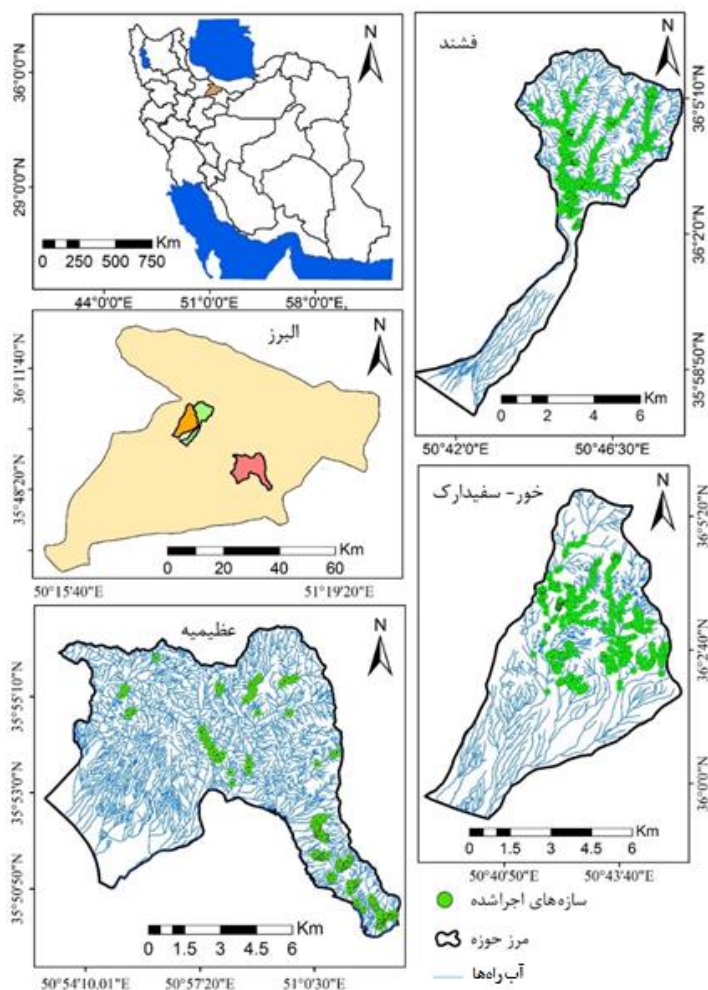 N
36°0'0"N
29°0'0"N
Km
0 250 500 750
44°0'0"E 51°0'0"E 58°0'0"E
البرز
N
36°11'40"N
35°48'20"N
Km
0 20 40 60
50°15'40"E 51°19'20"E
عظیمیه
N
35°55'10"N
35°53'0"N
35°50'50"N
Km
0 1.5 3 4.5 6
50°54'10.01"E 50°57'20"E 51°0'30"E
فشند
N
36°5'10"N
36°2'0"N
35°58'50"N
Km
0 1 2 4 6
50°42'0"E 50°46'30"E
خور- سفیدارک
N
36°5'20"N
36°2'40"N
36°0'0"N
Km
0 1.5 3 4.5 6
50°40'50"E 50°43'40"E
سازه‌های اجراشده
مرز حوزه
آب‌راه‌ها